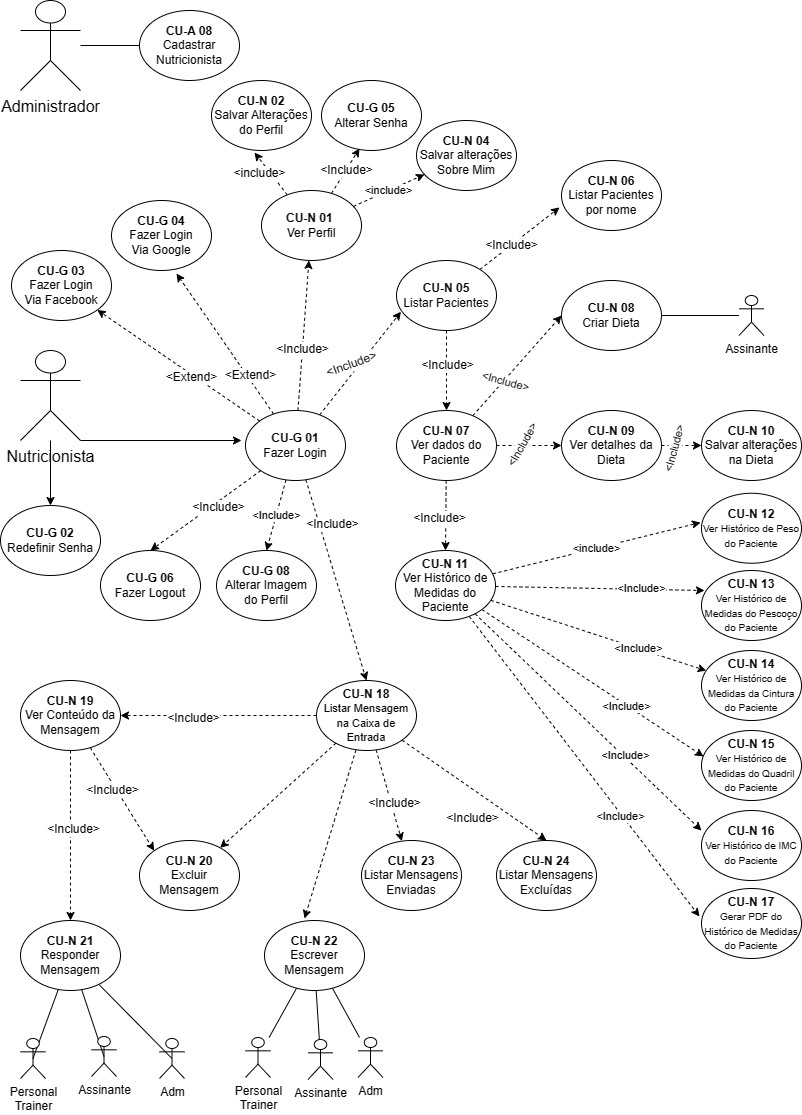 CU-A 08
Cadastrar
Nutricionista
Administrador
CU-N 02
Salvar Alterações
do Perfil
CU-G 05
Alterar Senha
CU-N 04
Salvar alterações
Sobre Mim
<include>
<Include>
<include>
CU-N 01
Ver Perfil
CU-N 06
Listar Pacientes
por nome
CU-G 04
Fazer Login
Via Google
CU-G 03
Fazer Login
Via Facebook
<Include>
CU-N 05
Listar Pacientes
CU-N 08
Criar Dieta
Assinante
<Include>
<Include>
<Include>
<Extend>
<Extend>
<Include>
Nutricionista
CU-G 01
Fazer Login
CU-N 07
Ver dados do
Paciente
<Include>
CU-N 09
Ver detalhes da
Dieta
<Include>
CU-N 10
Salvar alterações
na Dieta
CU-G 02
Redefinir Senha
<Include>
<Include>
<Include>
<Include>
CU-N 12
Ver Histórico de Peso
do Paciente
CU-G 06
Fazer Logout
CU-G 08
Alterar Imagem
do Perfil
CU-N 11
Ver Histórico de
Medidas do
Paciente
<include>
<Include>
CU-N 13
Ver Histórico de
Medidas do Pescoço
do Paciente
<Include>
CU-N 14
Ver Histórico de
Medidas da Cintura
do Paciente
CU-N 19
Ver Conteúdo da
Mensagem
<Include>
CU-N 18
Listar Mensagem
na Caixa de
Entrada
<Include>
CU-N 15
Ver Histórico de
Medidas do Quadril
do Paciente
<Include>
<Include>
<Include>
<Include>
<Include>
<Include>
CU-N 16
Ver Histórico de IMC
do Paciente
CU-N 20
Excluir
Mensagem
CU-N 23
Listar Mensagens
Enviadas
CU-N 24
Listar Mensagens
Excluídas
CU-N 17
Gerar PDF do
Histórico de Medidas
do Paciente
CU-N 21
Responder
Mensagem
CU-N 22
Escrever
Mensagem
Personal
Trainer
Assinante
Adm
Personal
Trainer
Assinante
Adm